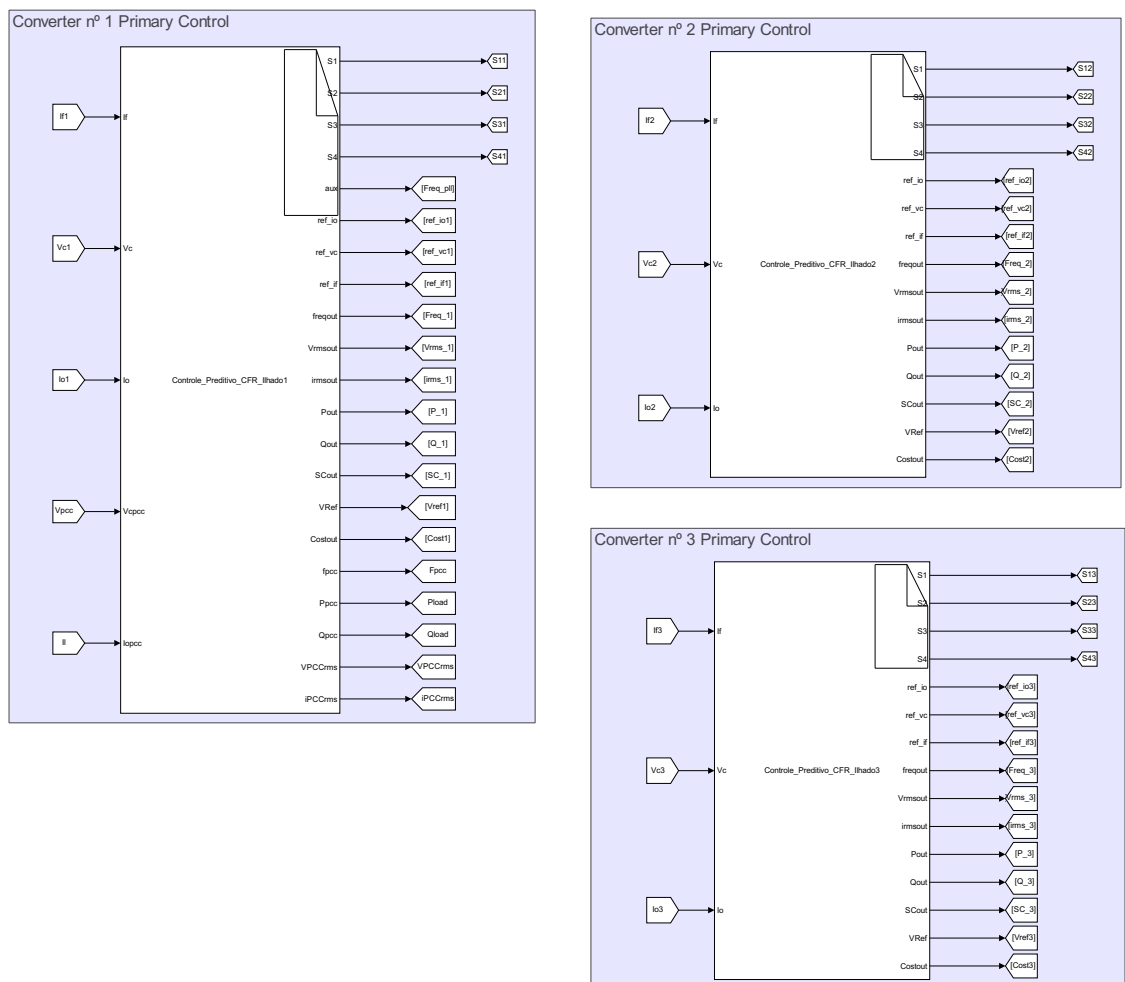 Converter nº 1 Primary Control
If1
If
Vc1
Vc
Io1
Io
Vpcc
Vcpcc
Il
Iopcc
Controle_Preditivo_CFR_Ilhado1
S1
S11
S2
S21
S3
S31
S4
S41
aux
[Freq_pll]
ref_io
[ref_io1]
ref_vc
[ref_vc1]
ref_if
[ref_if1]
freqout
[Freq_1]
Vrmsout
[Vrms_1]
irmsout
[irms_1]
Pout
[P_1]
Qout
[Q_1]
SCout
[SC_1]
VRef
[Vref1]
Costout
[Cost1]
fpcc
Fpcc
Ppcc
Pload
Qpcc
Qload
VPCCrms
VPCCrms
iPCCrms
iPCCrms
Converter nº 2 Primary Control
If2
If
Vc2
Vc
Io2
Io
Controle_Preditivo_CFR_Ilhado2
S1
S12
S2
S22
S3
S32
S4
S42
ref_io
[ref_io2]
ref_vc
[ref_vc2]
ref_if
[ref_if2]
freqout
[Freq_2]
Vrmsout
[Vrms_2]
irmsout
[irms_2]
Pout
[P_2]
Qout
[Q_2]
SCout
[SC_2]
VRef
[Vref2]
Costout
[Cost2]
Converter nº 3 Primary Control
If3
If
Vc3
Vc
Io3
Io
Controle_Preditivo_CFR_Ilhado3
S1
S13
S2
S23
S3
S33
S4
S43
ref_io
[ref_io3]
ref_vc
[ref_vc3]
ref_if
[ref_if3]
freqout
[Freq_3]
Vrmsout
[Vrms_3]
irmsout
[irms_3]
Pout
[P_3]
Qout
[Q_3]
SCout
[SC_3]
VRef
[Vref3]
Costout
[Cost3]